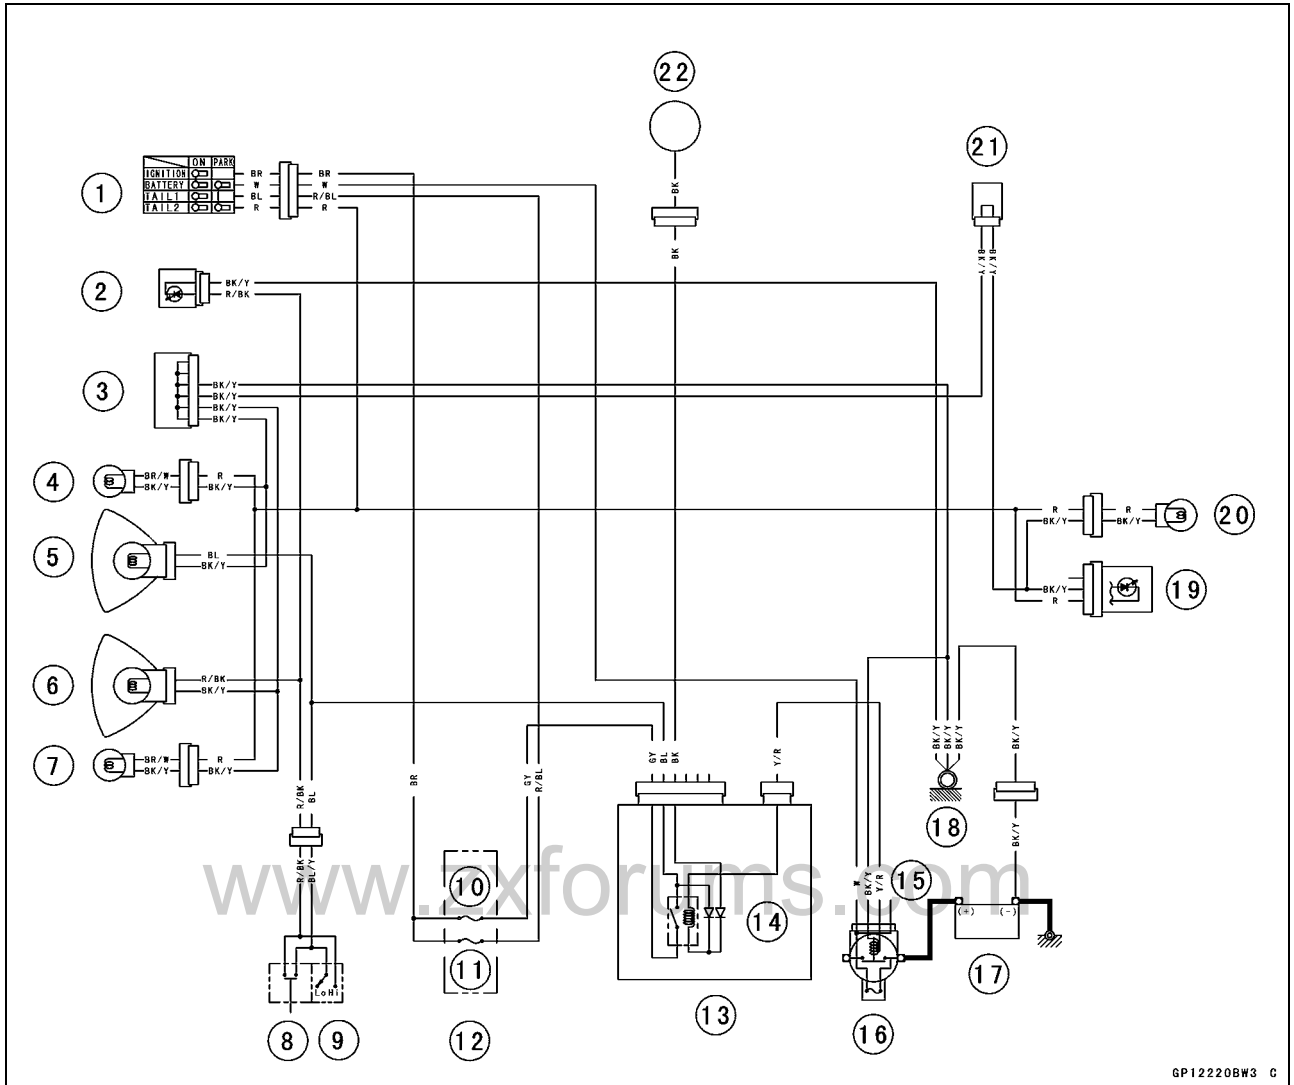 22
21
ON PARK
IGNITION
BATTERY
TAIL1
TAIL2
BR
W
BL
R
BR
W
R/BL
R
1
BK
BK
BK/Y
BK/Y
2
BK/Y
R/BK
3
BK/Y
BK/Y
BK/Y
BK/Y
4
BR/W
BK/Y
R
BK/Y
5
BL
BK/Y
R
BK/Y
R
BK/Y
20
BK/Y
R
19
6
R/BK
BK/Y
7
BR/W
BK/Y
R
BK/Y
R/BK
BL
BR
GY
R/BL
GY
BL
BK
Y/R
BK/Y
BK/Y
BK/Y
BK/Y
18
BK/Y
R/BK
BL/Y
www.zxforums.com
10
W
BK/Y
Y/R
15
14
(+) (-)
11
Lo Hi
17
8
9
12
13
16
GP12220BW3 C